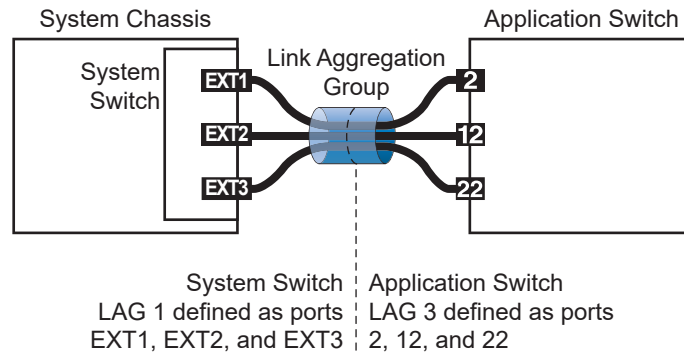 System Chassis
Application Switch
System
Switch
Link Aggregation
Group
EXT1
EXT2
EXT3
2
12
22
System Switch
LAG 1 defined as ports
EXT1, EXT2, and EXT3
Application Switch
LAG 3 defined as ports
2, 12, and 22